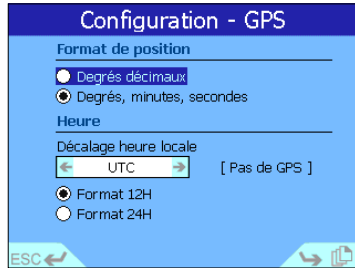 Configuration - GPS
Format de position
Degrés décimaux
Degrés, minutes, secondes
Heure
Décalage heure locale
UTC [ Pas de GPS ]
Format 12H
Format 24H
ESC